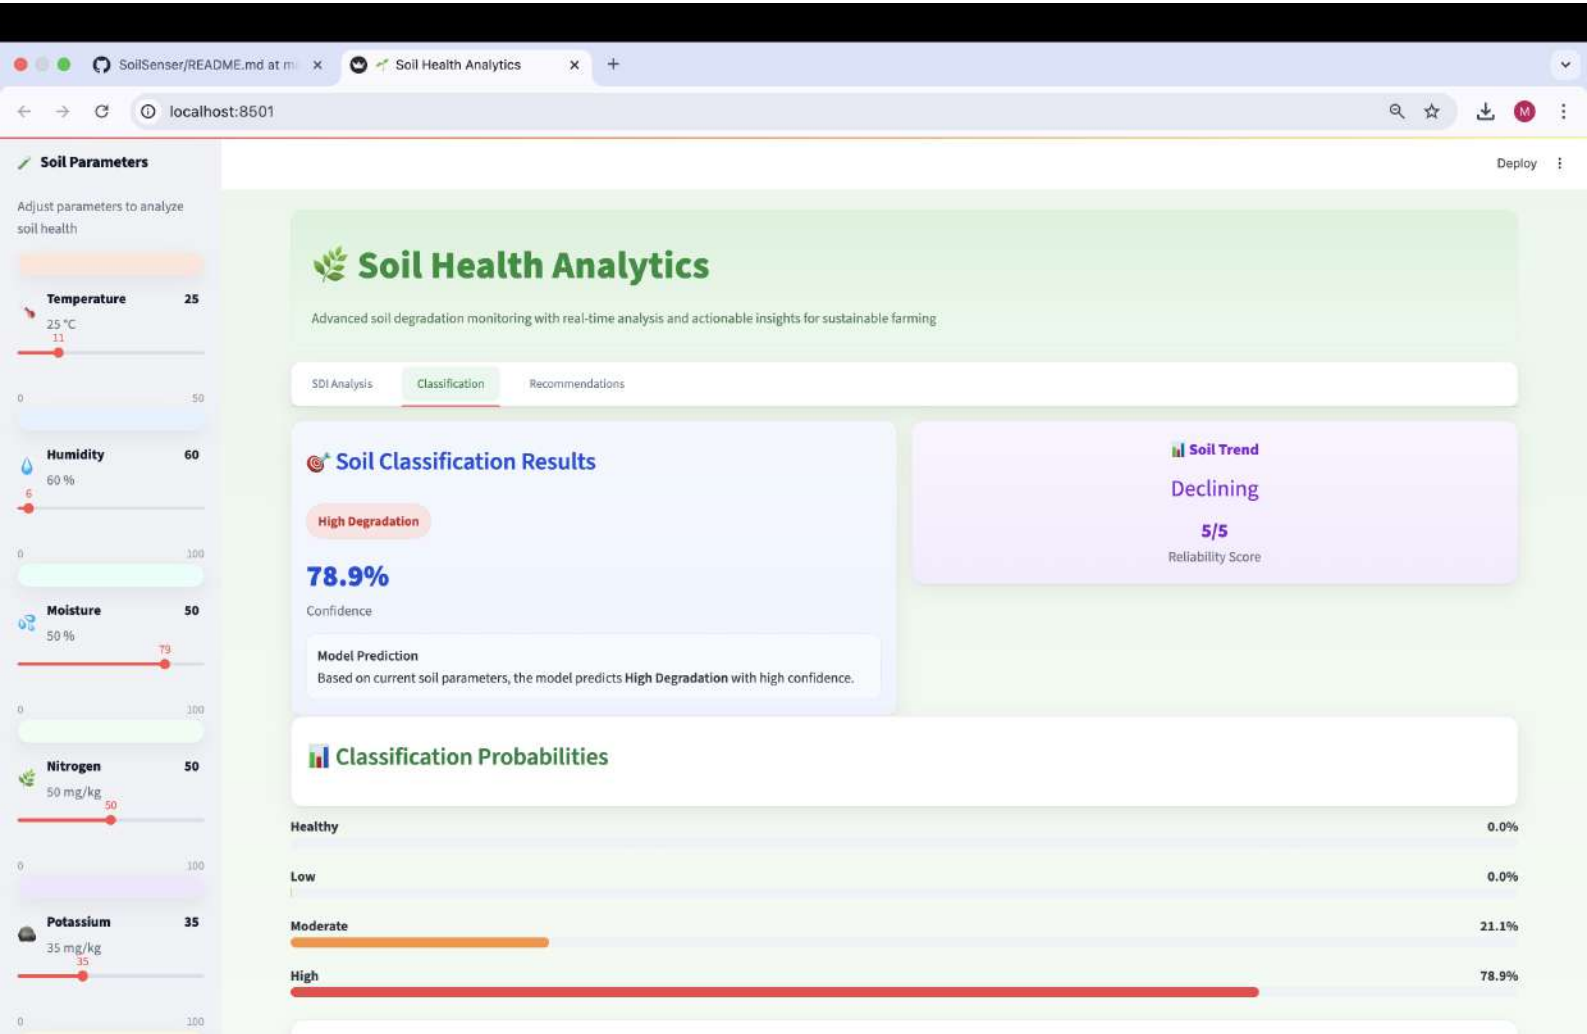 SoilSenser/README.md at m
Soil Health Analytics
localhost:8501
M
Soil Parameters
Deploy
Adjust parameters to analyze
soil health
Temperature 25
25 °C
11
0 50
Humidity 60
60 %
6
0 100
Moisture 50
50 %
79
0 100
Nitrogen 50
50 mg/kg
50
0 100
Potassium 35
35 mg/kg
35
0 100
Soil Health Analytics
Advanced soil degradation monitoring with real-time analysis and actionable insights for sustainable farming
SDI Analysis Classification Recommendations
Soil Classification Results
High Degradation
78.9%
Confidence
Model Prediction
Based on current soil parameters, the model predicts High Degradation with high confidence.
Soil Trend
Declining
5/5
Reliability Score
Classification Probabilities
Healthy 0.0%
Low 0.0%
Moderate 21.1%
High 78.9%